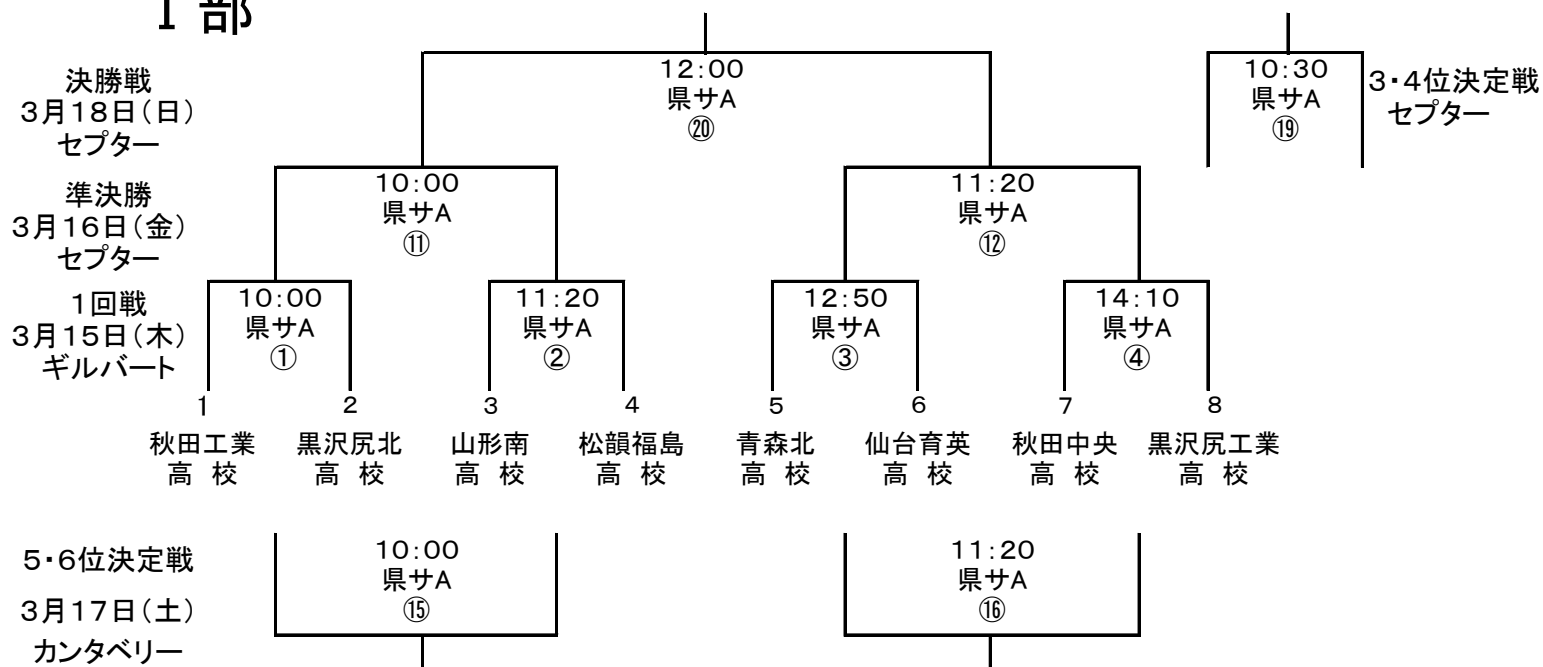 Ⅰ 部
12:00
県サA
⑳
決勝戦
3月18日(日)
セプター
10:30
県サA
⑲
3・4位決定戦
セプター
10:00
県サA
⑪
11:20
県サA
⑫
準決勝
3月16日(金)
セプター
1回戦
3月15日(木)
ギルバート
10:00
県サA
①
11:20
県サA
②
12:50
県サA
③
14:10
県サA
④
1 2 3 4 5 6 7 8
秋田工業 黒沢尻北 山形南 松韻福島 青森北 仙台育英 秋田中央 黒沢尻工業
高 校 高 校 高 校 高 校 高 校 高 校 高 校 高 校
5・6位決定戦
3月17日(土)
カンタベリー
10:00
県サA
⑮
11:20
県サA
⑯